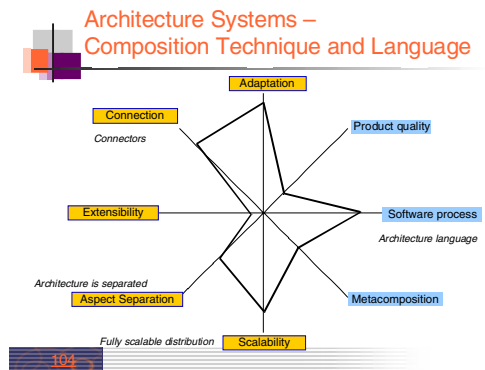 Architecture Systems –
Composition Technique and Language
Adaptation
Connection
Product quality
Connectors
Extensibility
Software process
Architecture language
Architecture is separated
Aspect Separation
Metacomposition
Fully scalable distribution
Scalability
104